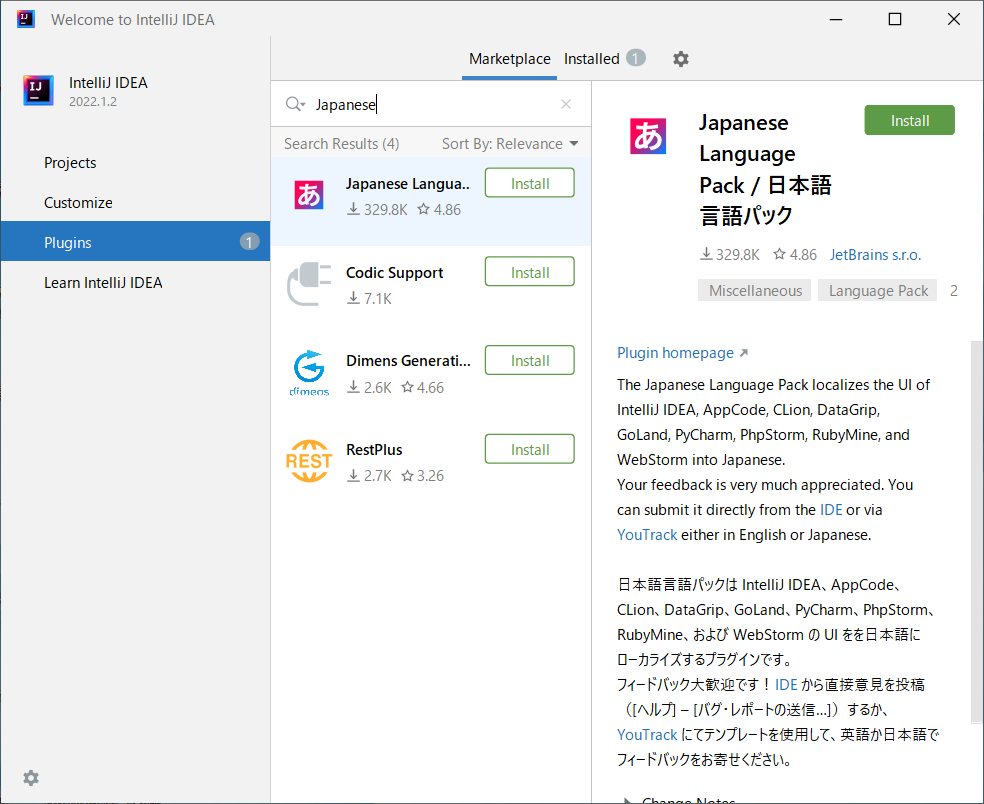 Welcome to IntelliJ IDEA
IntelliJ IDEA
2022.1.2
Projects
Customize
Plugins 1
Learn IntelliJ IDEA
Marketplace Installed 1
Japanese
Search Results (4) Sort By: Relevance
Japanese Langua... Install
329.8K 4.86
Codic Support Install
7.1K
Dimens Generati... Install
2.6K 4.66
dimens
RestPlus Install
2.7K 3.26
REST
Japanese
Language
Pack / 日本語
言語パック
Install
あ
329.8K 4.86 JetBrains s.r.o.
Miscellaneous Language Pack 2
Plugin homepage
The Japanese Language Pack localizes the UI of
IntelliJ IDEA, AppCode, CLion, DataGrip,
GoLand, PyCharm, PhpStorm, RubyMine, and
WebStorm into Japanese.
Your feedback is very much appreciated. You
can submit it directly from the IDE or via
YouTrack either in English or Japanese.
日本語言語パックは IntelliJ IDEA、AppCode、
CLion、DataGrip、GoLand、PyCharm、PhpStorm、
RubyMine、および WebStorm の UI をを日本語に
ローカライズするプラグインです。
フィードバック大歓迎です！IDE から直接意見を投稿
（[ヘルプ] – [バグ・レポートの送信...]）するか、
YouTrack にてテンプレートを使用して、英語か日本語で
フィードバックをお寄せください。
Change Notes